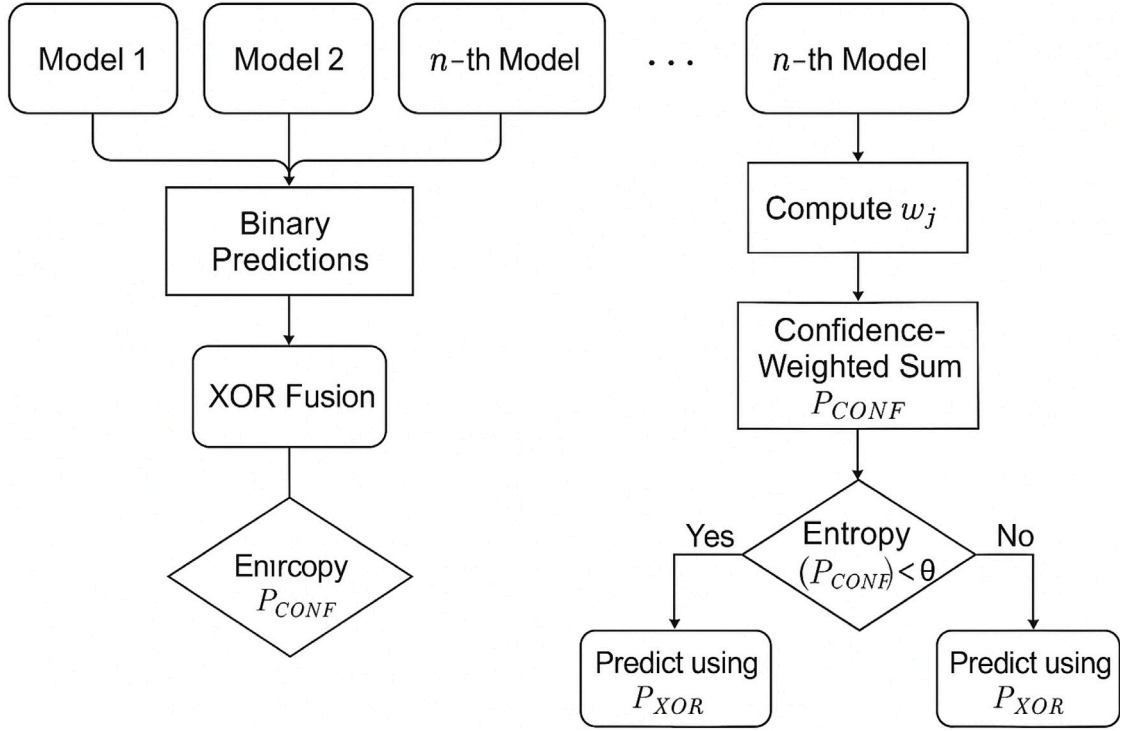 Model 1
Model 2
n-th Model
...
n-th Model
Binary
Predictions
XOR Fusion
Enırcopy
P_CONF
Compute w_j
Confidence-
Weighted Sum
P_CONF
Entropy
(P_CONF) < θ
Yes
No
Predict using
P_XOR
Predict using
P_XOR